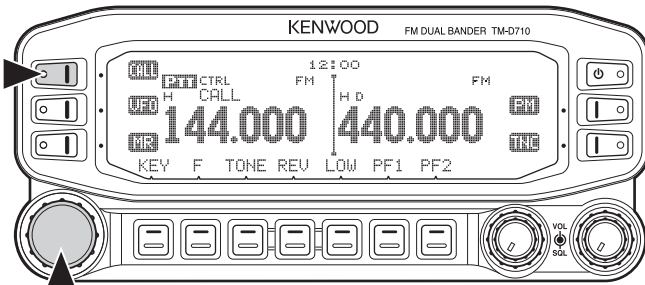 KENWOOD FM DUAL BANDER TM-D710
12:00
CALL PTT CTRL FM FM
H CALL H D
VFO 144.000 440.000 PM
MR TNC
KEY F TONE REV LOW PF1 PF2
VOL
SQL